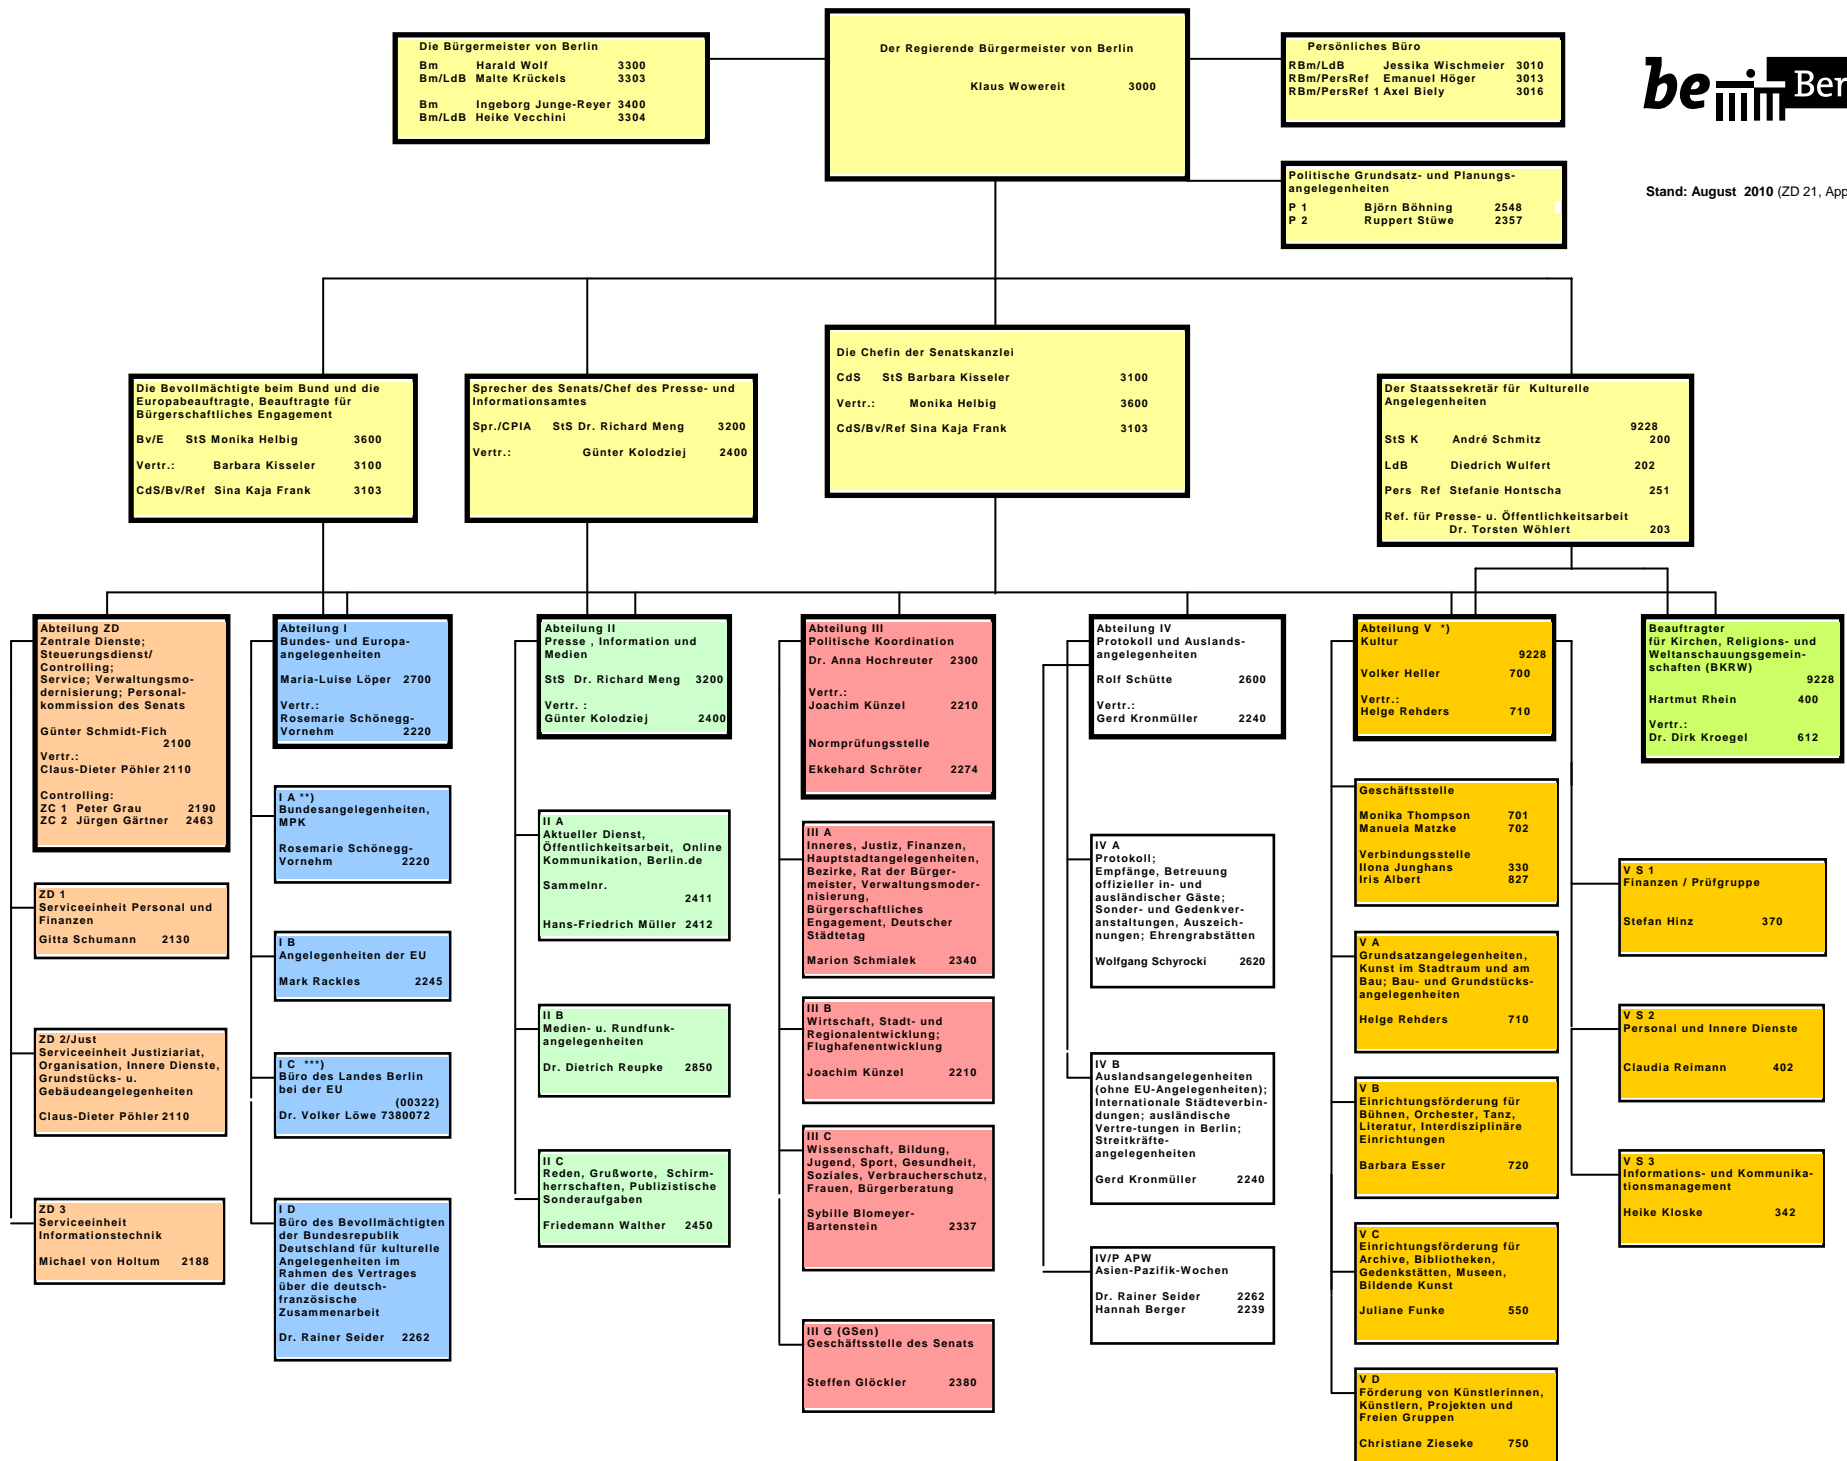 Die Bürgermeister von Berlin
Bm Harald Wolf 3300
Bm/LdB Malte Krückels 3303
Bm Ingeborg Junge-Reyer 3400
Bm/LdB Heike Vecchini 3304
Der Regierende Bürgermeister von Berlin
Klaus Wowereit 3000
Persönliches Büro
RBm/LdB Jessika Wischmeier 3010
RBm/PersRef Emanuel Höger 3013
RBm/PersRef 1 Axel Biely 3016
be Ber
Politische Grundsatz- und Planungs-
angelegenheiten
P 1 Björn Böhning 2548
P 2 Ruppert Stüwe 2357
Stand: August 2010 (ZD 21, App
Die Bevollmächtigte beim Bund und die
Europabeauftragte, Beauftragte für
Bürgerschaftliches Engagement
Bv/E StS Monika Helbig 3600
Vertr.: Barbara Kisseler 3100
CdS/Bv/Ref Sina Kaja Frank 3103
Sprecher des Senats/Chef des Presse- und
Informationsamtes
Spr./CPIA StS Dr. Richard Meng 3200
Vertr.: Günter Kolodziej 2400
Die Chefin der Senatskanzlei
CdS StS Barbara Kisseler 3100
Vertr.: Monika Helbig 3600
CdS/Bv/Ref Sina Kaja Frank 3103
Der Staatssekretär für Kulturelle
Angelegenheiten
9228
StS K André Schmitz 200
LdB Diedrich Wulfert 202
Pers Ref Stefanie Hontscha 251
Ref. für Presse- u. Öffentlichkeitsarbeit
Dr. Torsten Wöhlert 203
Abteilung ZD
Zentrale Dienste;
Steuerungsdienst/
Controlling;
Service; Verwaltungsmo-
dernisierung; Personal-
kommission des Senats
Günter Schmidt-Fich
2100
Vertr.:
Claus-Dieter Pöhler 2110
Controlling:
ZC 1 Peter Grau 2190
ZC 2 Jürgen Gärtner 2463
ZD 1
Serviceeinheit Personal und
Finanzen
Gitta Schumann 2130
ZD 2/Just
Serviceeinheit Justiziariat,
Organisation, Innere Dienste,
Grundstücks- u.
Gebäudeangelegenheiten
Claus-Dieter Pöhler 2110
ZD 3
Serviceeinheit
Informationstechnik
Michael von Holtum 2188
Abteilung I
Bundes- und Europa-
angelegenheiten
Maria-Luise Löper 2700
Vertr.:
Rosemarie Schönegg-
Vornehm 2220
I A **)
Bundesangelegenheiten,
MPK
Rosemarie Schönegg-
Vornehm 2220
I B
Angelegenheiten der EU
Mark Rackles 2245
I C ***)
Büro des Landes Berlin
bei der EU
(00322)
Dr. Volker Löwe 7380072
I D
Büro des Bevollmächtigten
der Bundesrepublik
Deutschland für kulturelle
Angelegenheiten im
Rahmen des Vertrages
über die deutsch-
französische
Zusammenarbeit
Dr. Rainer Seider 2262
Abteilung II
Presse , Information und
Medien
StS Dr. Richard Meng 3200
Vertr. :
Günter Kolodziej 2400
II A
Aktueller Dienst,
Öffentlichkeitsarbeit, Online
Kommunikation, Berlin.de
Sammelnr.
2411
Hans-Friedrich Müller 2412
II B
Medien- u. Rundfunk-
angelegenheiten
Dr. Dietrich Reupke 2850
II C
Reden, Grußworte, Schirm-
herrschaften, Publizistische
Sonderaufgaben
Friedemann Walther 2450
Abteilung III
Politische Koordination
Dr. Anna Hochreuter 2300
Vertr.:
Joachim Künzel 2210
Normprüfungsstelle
Ekkehard Schröter 2274
III A
Inneres, Justiz, Finanzen,
Hauptstadtangelegenheiten,
Bezirke, Rat der Bürger-
meister, Verwaltungsmoder-
nisierung,
Bürgerschaftliches
Engagement, Deutscher
Städtetag
Marion Schmialek 2340
III B
Wirtschaft, Stadt- und
Regionalentwicklung;
Flughafenentwicklung
Joachim Künzel 2210
III C
Wissenschaft, Bildung,
Jugend, Sport, Gesundheit,
Soziales, Verbraucherschutz,
Frauen, Bürgerberatung
Sybille Blomeyer-
Bartenstein 2337
III G (GSen)
Geschäftsstelle des Senats
Steffen Glöckler 2380
Abteilung IV
Protokoll und Auslands-
angelegenheiten
Rolf Schütte 2600
Vertr.:
Gerd Kronmüller 2240
IV A
Protokoll;
Empfänge, Betreuung
offizieller in- und
ausländischer Gäste;
Sonder- und Gedenkver-
anstaltungen, Auszeich-
nungen; Ehrengrabstätten
Wolfgang Schyrocki 2620
IV B
Auslandsangelegenheiten
(ohne EU-Angelegenheiten);
Internationale Städteverbin-
dungen; ausländische
Vertre-tungen in Berlin;
Streitkräfte-
angelegenheiten
Gerd Kronmüller 2240
IV/P APW
Asien-Pazifik-Wochen
Dr. Rainer Seider 2262
Hannah Berger 2239
Abteilung V *)
Kultur
9228
Volker Heller 700
Vertr.:
Helge Rehders 710
Geschäftsstelle
Monika Thompson 701
Manuela Matzke 702
Verbindungsstelle
Ilona Junghans 330
Iris Albert 827
V A
Grundsatzangelegenheiten,
Kunst im Stadtraum und am
Bau; Bau- und Grundstücks-
angelegenheiten
Helge Rehders 710
V B
Einrichtungsförderung für
Bühnen, Orchester, Tanz,
Literatur, Interdisziplinäre
Einrichtungen
Barbara Esser 720
V C
Einrichtungsförderung für
Archive, Bibliotheken,
Gedenkstätten, Museen,
Bildende Kunst
Juliane Funke 550
V D
Förderung von Künstlerinnen,
Künstlern, Projekten und
Freien Gruppen
Christiane Zieseke 750
Beauftragter
für Kirchen, Religions- und
Weltanschauungsgemein-
schaften (BKRW)
9228
Hartmut Rhein 400
Vertr.:
Dr. Dirk Kroegel 612
V S 1
Finanzen / Prüfgruppe
Stefan Hinz 370
V S 2
Personal und Innere Dienste
Claudia Reimann 402
V S 3
Informations- und Kommunika-
tionsmanagement
Heike Kloske 342